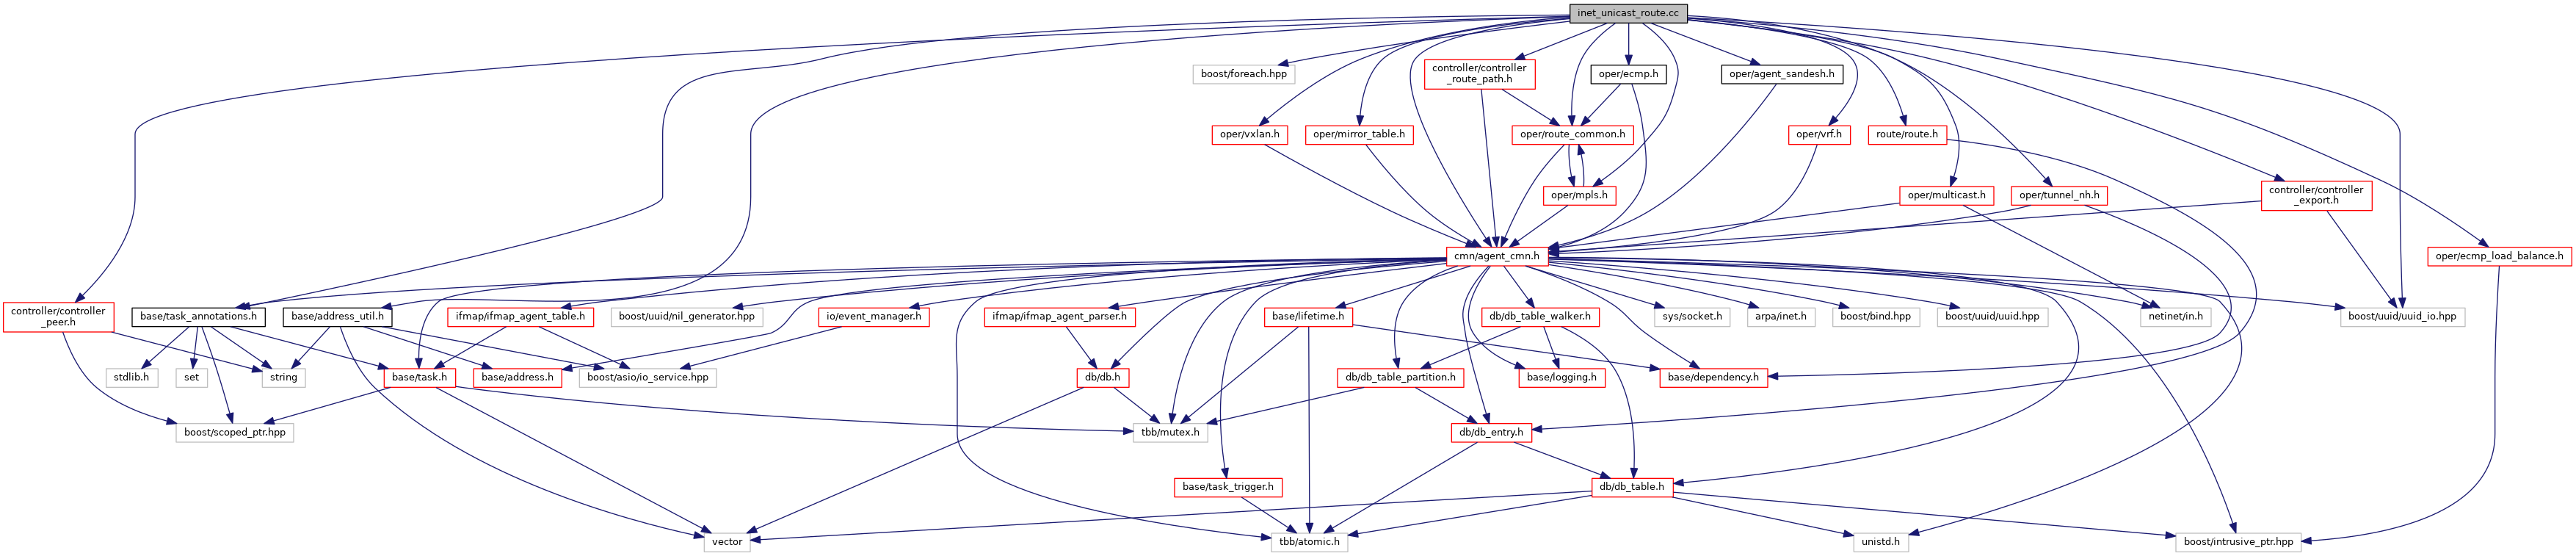 inet_unicast_route.cc
boost/foreach.hpp
controller/controller
_route_path.h
oper/ecmp.h
oper/agent_sandesh.h
oper/vxlan.h
oper/mirror_table.h
oper/route_common.h
oper/vrf.h
route/route.h
oper/mpls.h
oper/multicast.h
oper/tunnel_nh.h
controller/controller
_export.h
cmn/agent_cmn.h
oper/ecmp_load_balance.h
controller/controller
_peer.h
base/task_annotations.h
base/address_util.h
ifmap/ifmap_agent_table.h
boost/uuid/nil_generator.hpp
io/event_manager.h
ifmap/ifmap_agent_parser.h
base/lifetime.h
db/db_table_walker.h
sys/socket.h
arpa/inet.h
boost/bind.hpp
boost/uuid/uuid.hpp
netinet/in.h
boost/uuid/uuid_io.hpp
stdlib.h
set
string
base/task.h
base/address.h
boost/asio/io_service.hpp
db/db.h
db/db_table_partition.h
base/logging.h
base/dependency.h
boost/scoped_ptr.hpp
tbb/mutex.h
db/db_entry.h
base/task_trigger.h
db/db_table.h
vector
tbb/atomic.h
unistd.h
boost/intrusive_ptr.hpp